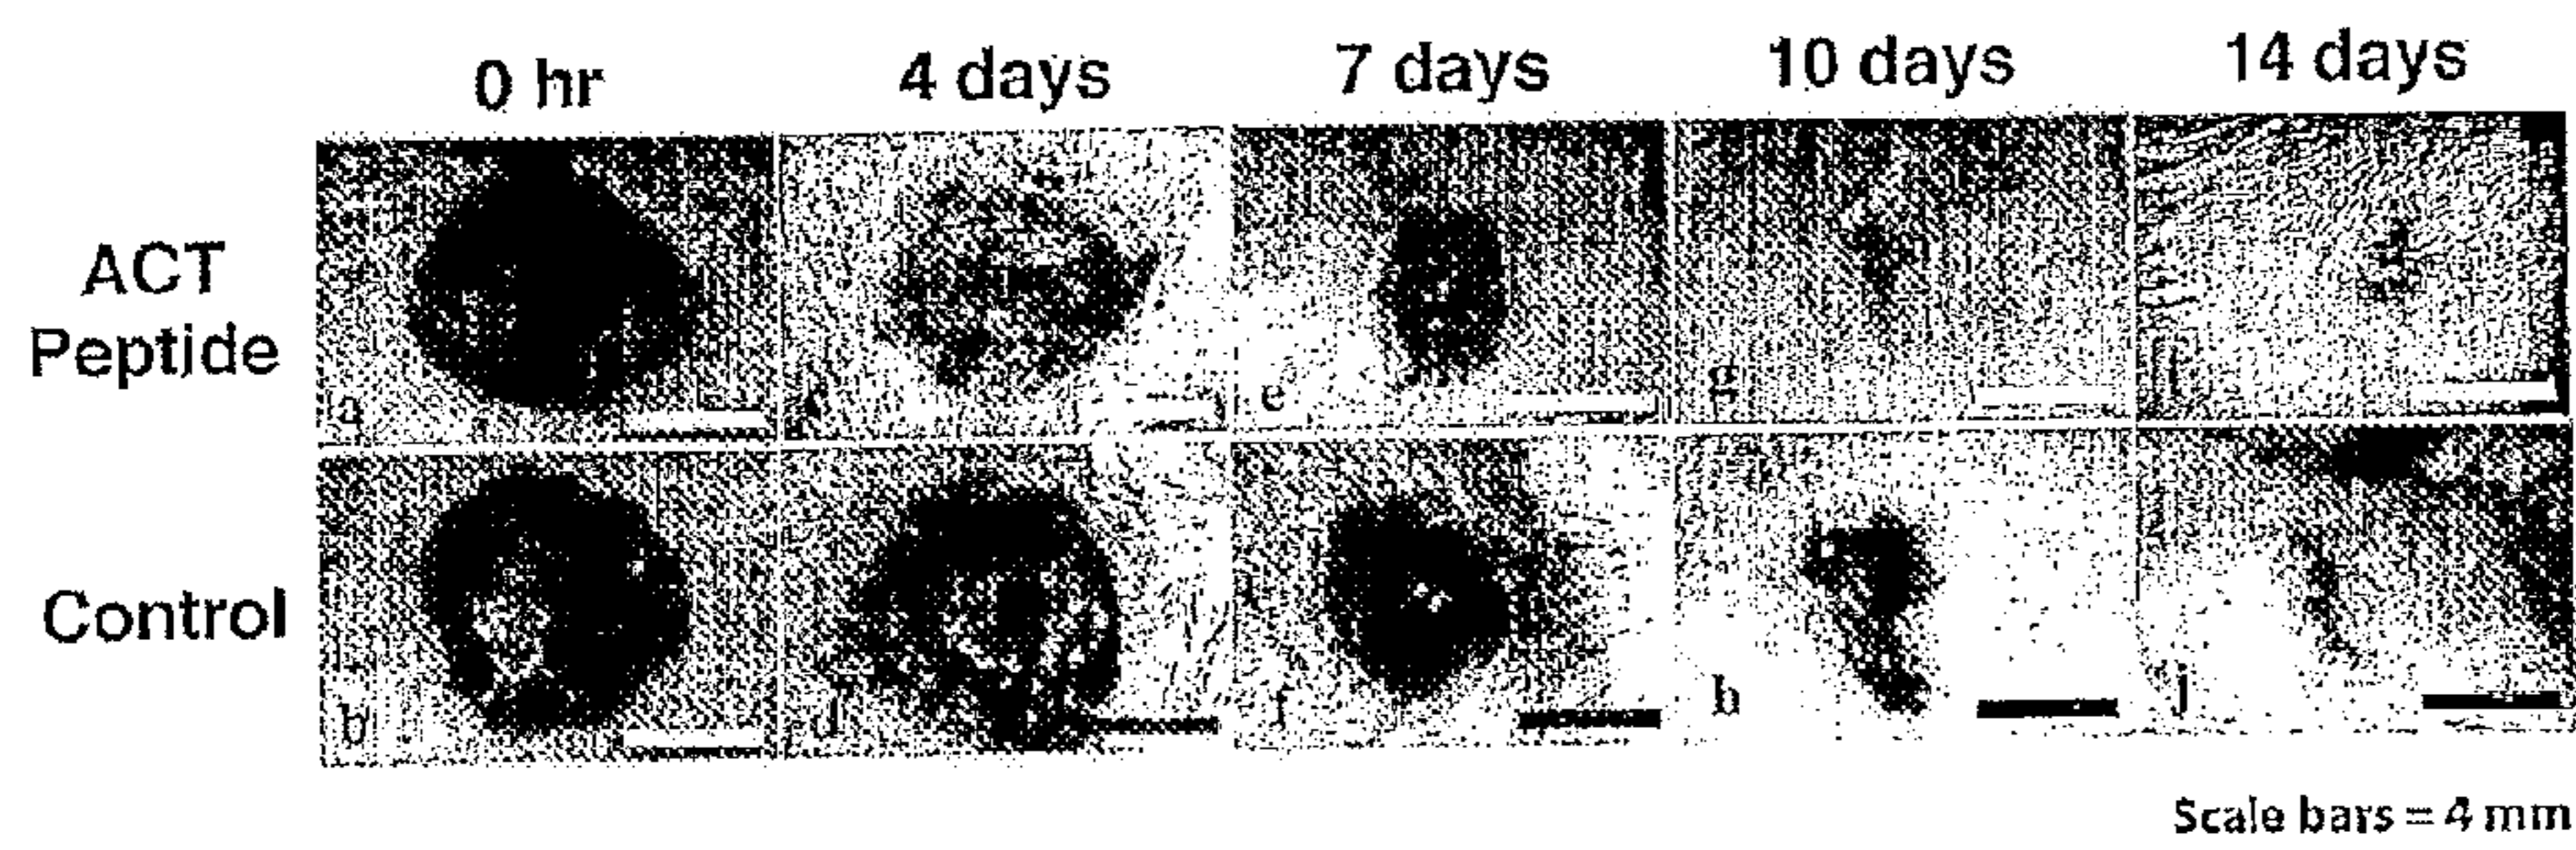 0 hr 4 days 7 days 10 days 14 days
ACT
Peptide
a e g
Control
b d f h j
Scale bars = 4 mm